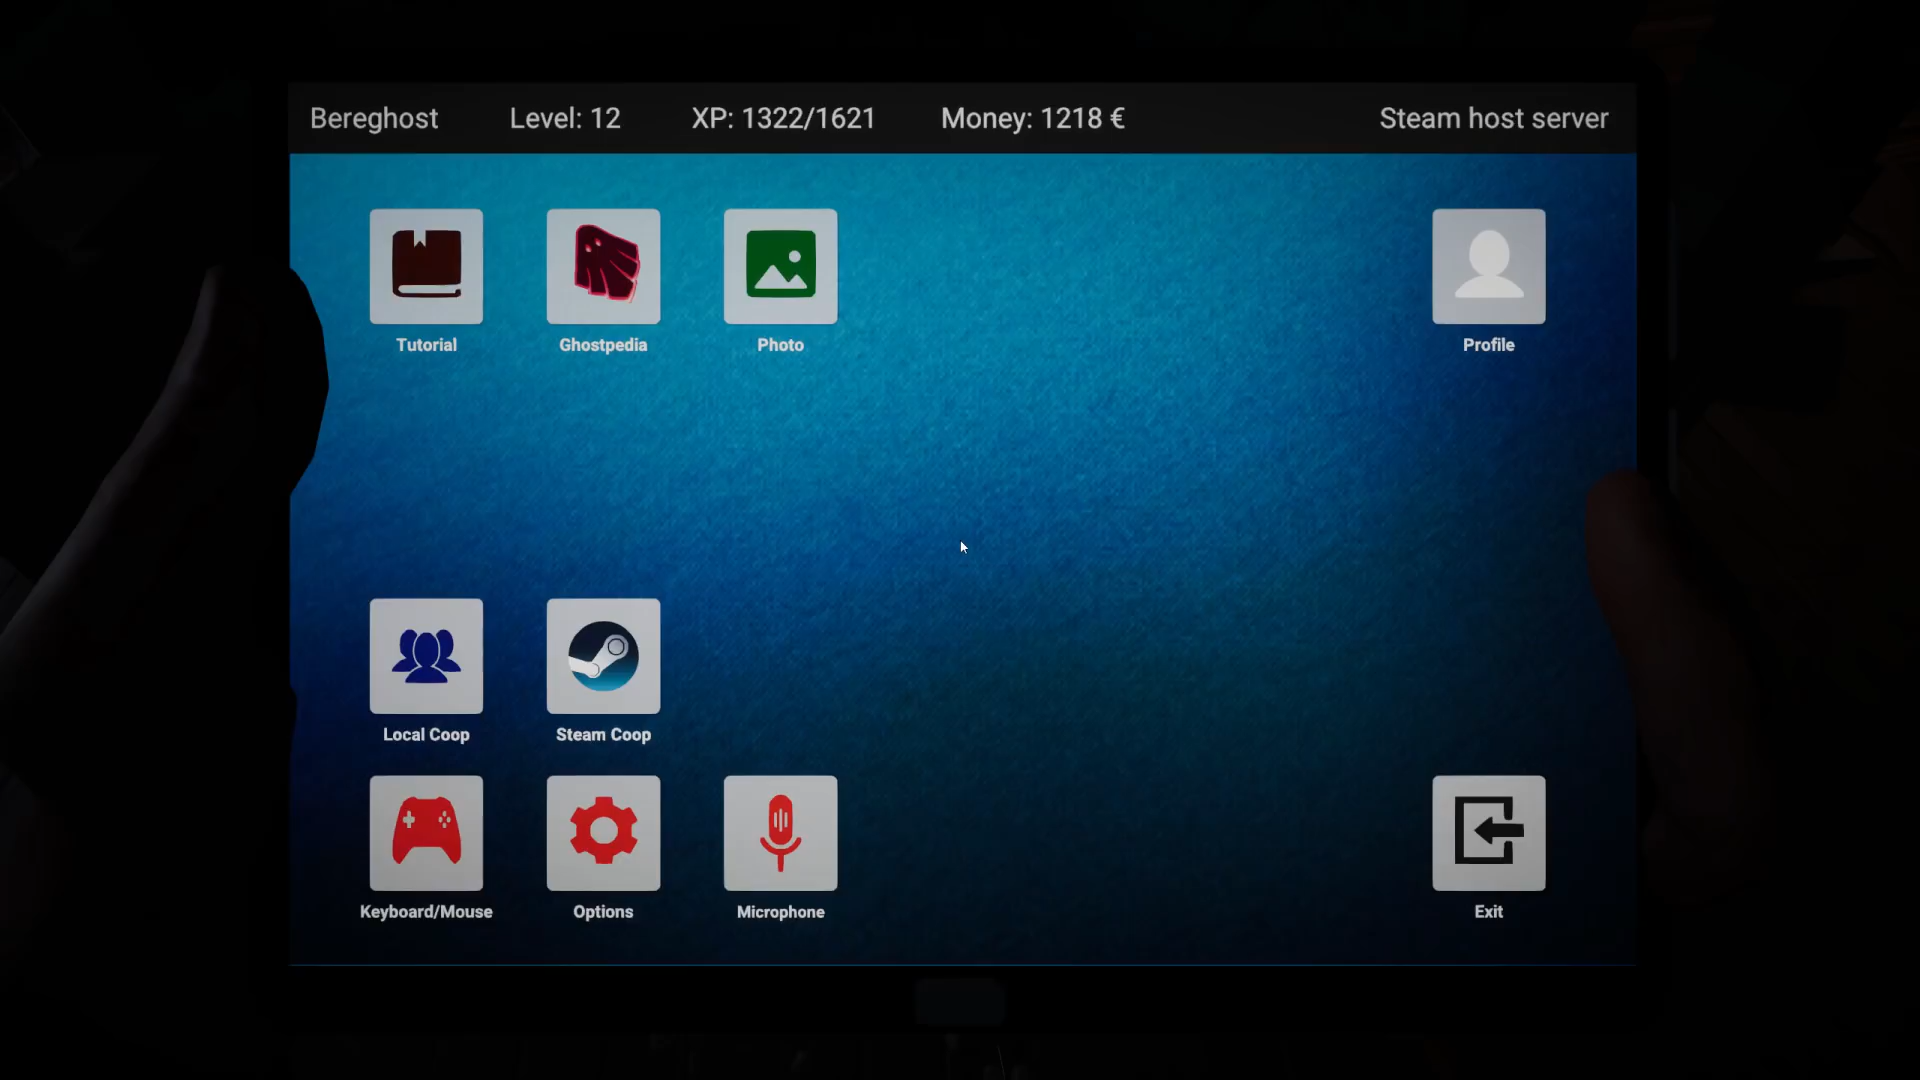 Bereghost Level: 12 XP: 1322/1621 Money: 1218 € Steam host server
Tutorial Ghostpedia Photo Profile
Local Coop Steam Coop
Keyboard/Mouse Options Microphone Exit